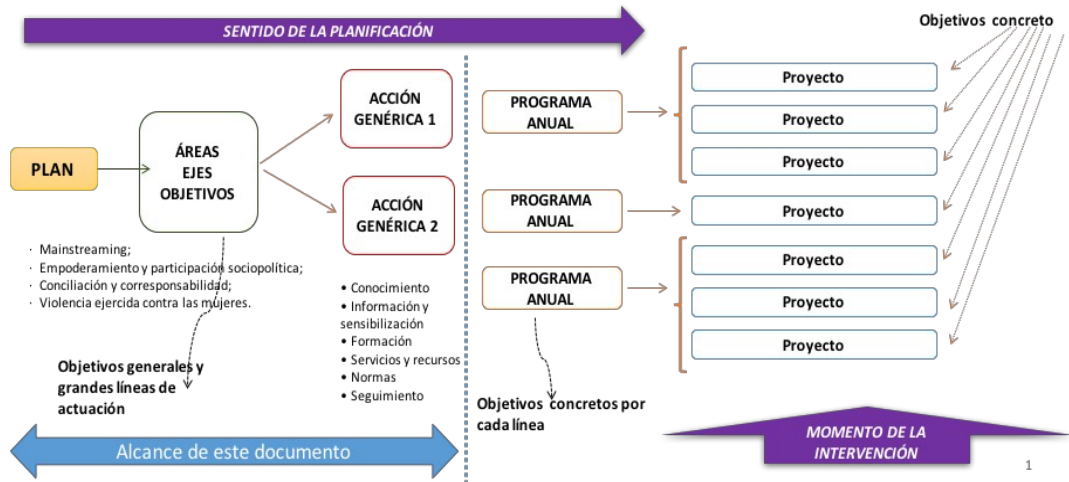 SENTIDO DE LA PLANIFICACIÓN
Objetivos concreto
PLAN
ÁREAS
EJES
OBJETIVOS
ACCIÓN
GENÉRICA 1
ACCIÓN
GENÉRICA 2
· Mainstreaming;
· Empoderamiento y participación sociopolítica;
· Conciliación y corresponsabilidad;
· Violencia ejercida contra las mujeres.
• Conocimiento
• Información y
sensibilización
• Formación
• Servicios y recursos
• Normas
• Seguimiento
Objetivos generales y
grandes líneas de
actuación
Alcance de este documento
PROGRAMA
ANUAL
Proyecto
Proyecto
Proyecto
PROGRAMA
ANUAL
Proyecto
PROGRAMA
ANUAL
Proyecto
Proyecto
Proyecto
Objetivos concretos por
cada línea
MOMENTO DE LA
INTERVENCIÓN
1